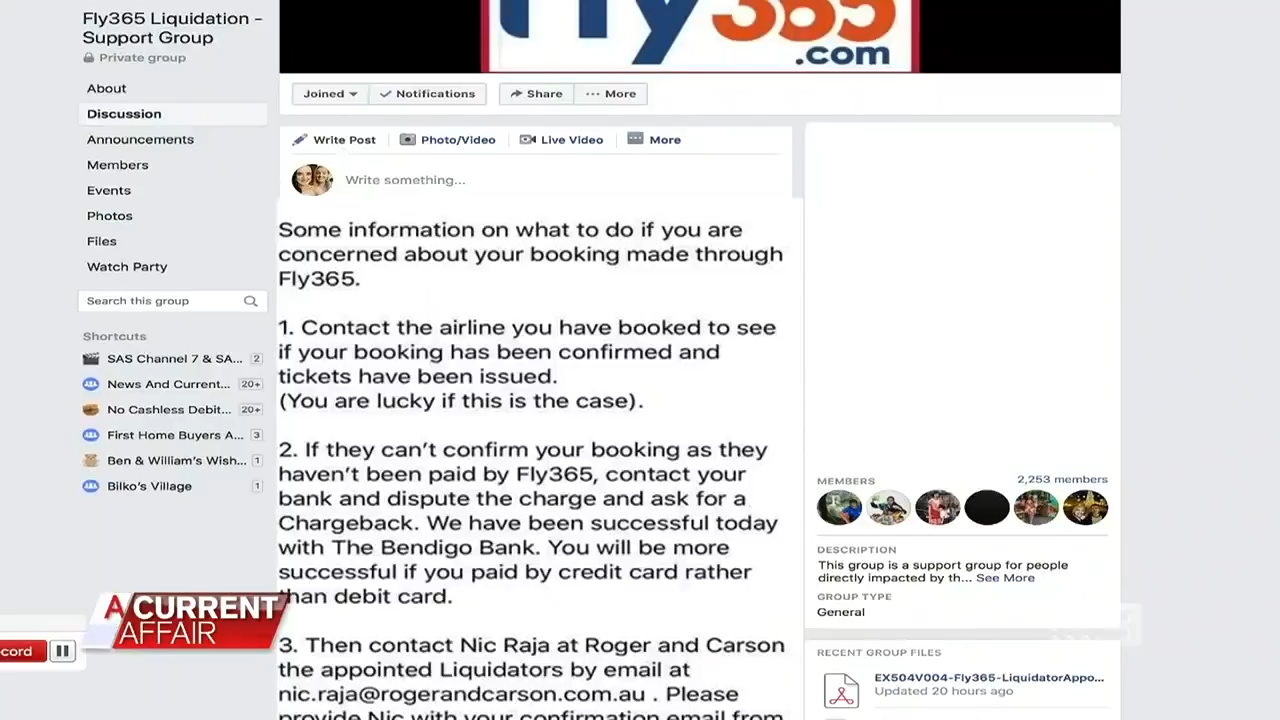 Fly365 Liquidation –
Support Group
Private group
About
Discussion
Announcements
Members
Events
Photos
Files
Watch Party
Search this group
Shortcuts
SAS Channel 7 & SA... 2
News And Current... 20+
No Cashless Debit... 20+
First Home Buyers A... 3
Ben & William's Wish... 1
Bilko's Village 1
fly365
.com
Joined Notifications Share More
Write Post Photo/Video Live Video More
Write something...
Some information on what to do if you are
concerned about your booking made through
Fly365.
1. Contact the airline you have booked to see
if your booking has been confirmed and
tickets have been issued.
(You are lucky if this is the case).
2. If they can't confirm your booking as they
haven't been paid by Fly365, contact your
bank and dispute the charge and ask for a
Chargeback. We have been successful today
with The Bendigo Bank. You will be more
successful if you paid by credit card rather
than debit card.
3. Then contact Nic Raja at Roger and Carson
the appointed Liquidators by email at
nic.raja@rogerandcarson.com.au . Please
provide Nic with your confirmation email from
MEMBERS 2,253 members
DESCRIPTION
This group is a support group for people
directly impacted by th... See More
GROUP TYPE
General
RECENT GROUP FILES
EX504V004-Fly365-LiquidatorAppo...
Updated 20 hours ago
A CURRENT
AFFAIR
cord